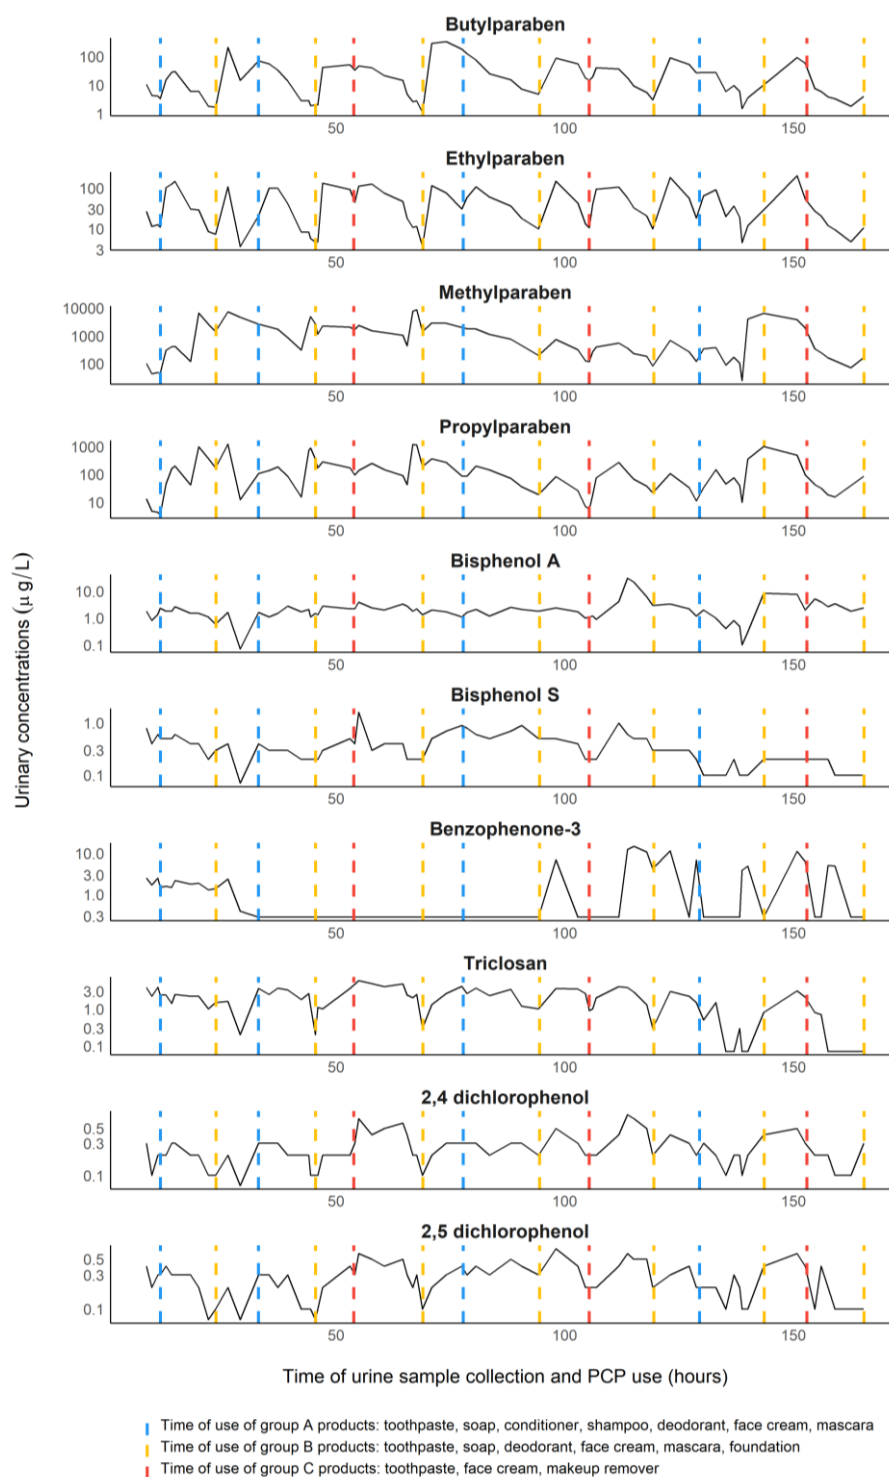 Butylparaben
100
10
1
50 100 150
Ethylparaben
100
30
10
3
50 100 150
Methylparaben
10000
1000
100
50 100 150
Propylparaben
1000
100
10
50 100 150
Bisphenol A
10.0
1.0
0.1
50 100 150
Urinary concentrations (μ g/L)
Bisphenol S
1.0
0.3
0.1
50 100 150
Benzophenone-3
10.0
3.0
1.0
0.3
50 100 150
Triclosan
3.0
1.0
0.3
0.1
50 100 150
2,4 dichlorophenol
0.5
0.3
0.1
50 100 150
2,5 dichlorophenol
0.5
0.3
0.1
50 100 150
Time of urine sample collection and PCP use (hours)
Time of use of group A products: toothpaste, soap, conditioner, shampoo, deodorant, face cream, mascara
Time of use of group B products: toothpaste, soap, deodorant, face cream, mascara, foundation
Time of use of group C products: toothpaste, face cream, makeup remover